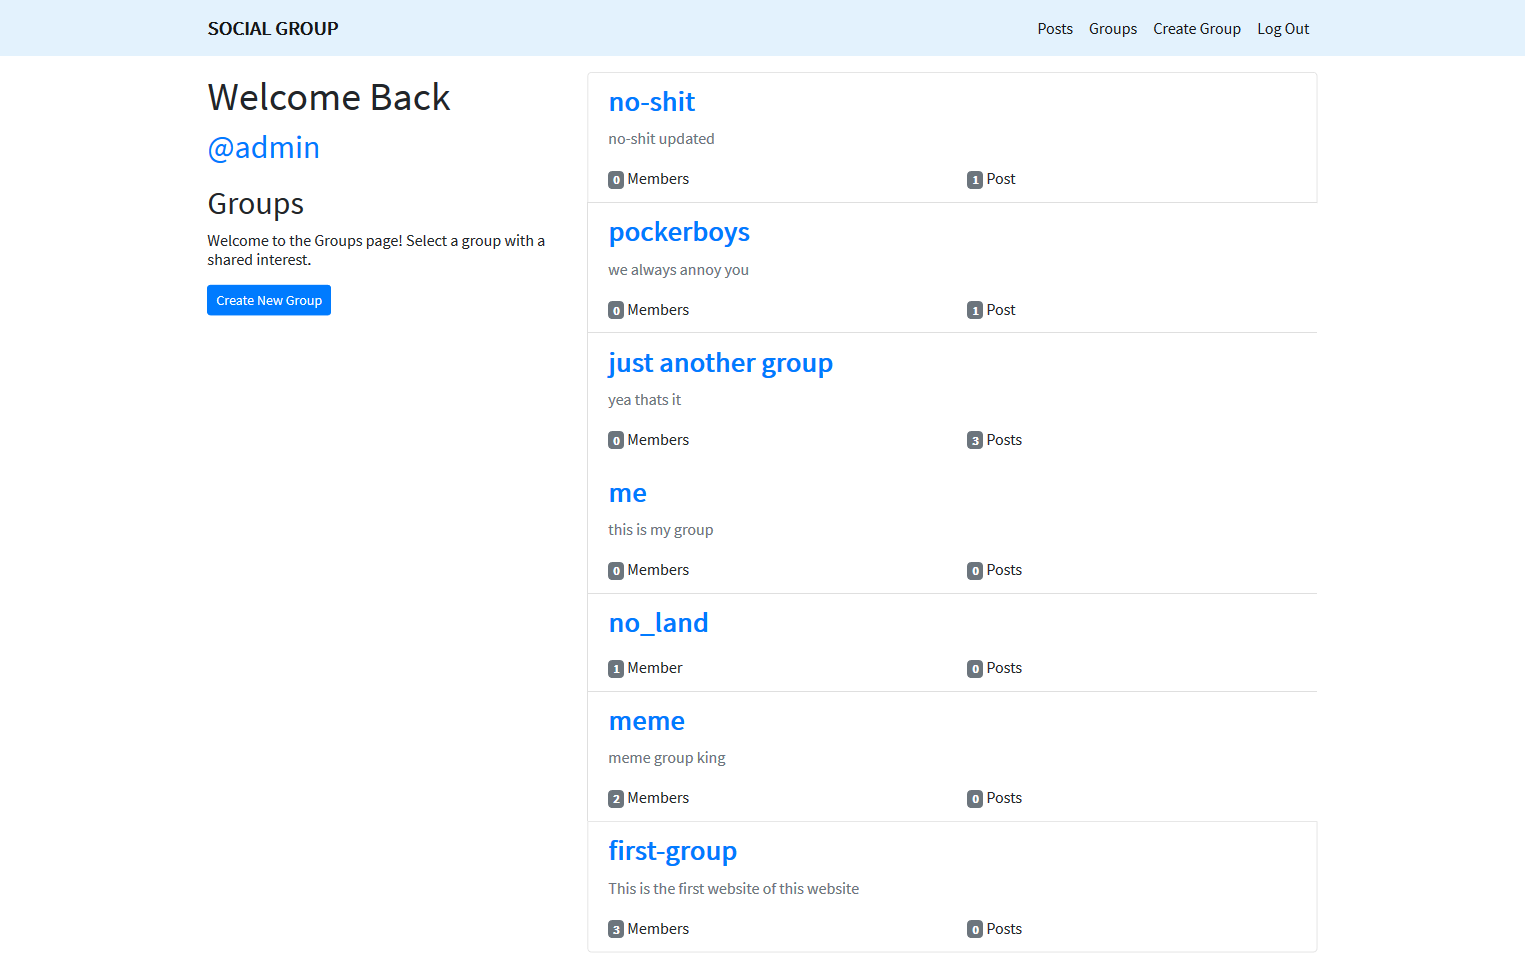 SOCIAL GROUP
Posts Groups Create Group Log Out
Welcome Back
@admin
Groups
Welcome to the Groups page! Select a group with a
shared interest.
Create New Group
no-shit
no-shit updated
0 Members 1 Post
pockerboys
we always annoy you
0 Members 1 Post
just another group
yea thats it
0 Members 3 Posts
me
this is my group
0 Members 0 Posts
no_land
1 Member 0 Posts
meme
meme group king
2 Members 0 Posts
first-group
This is the first website of this website
3 Members 0 Posts